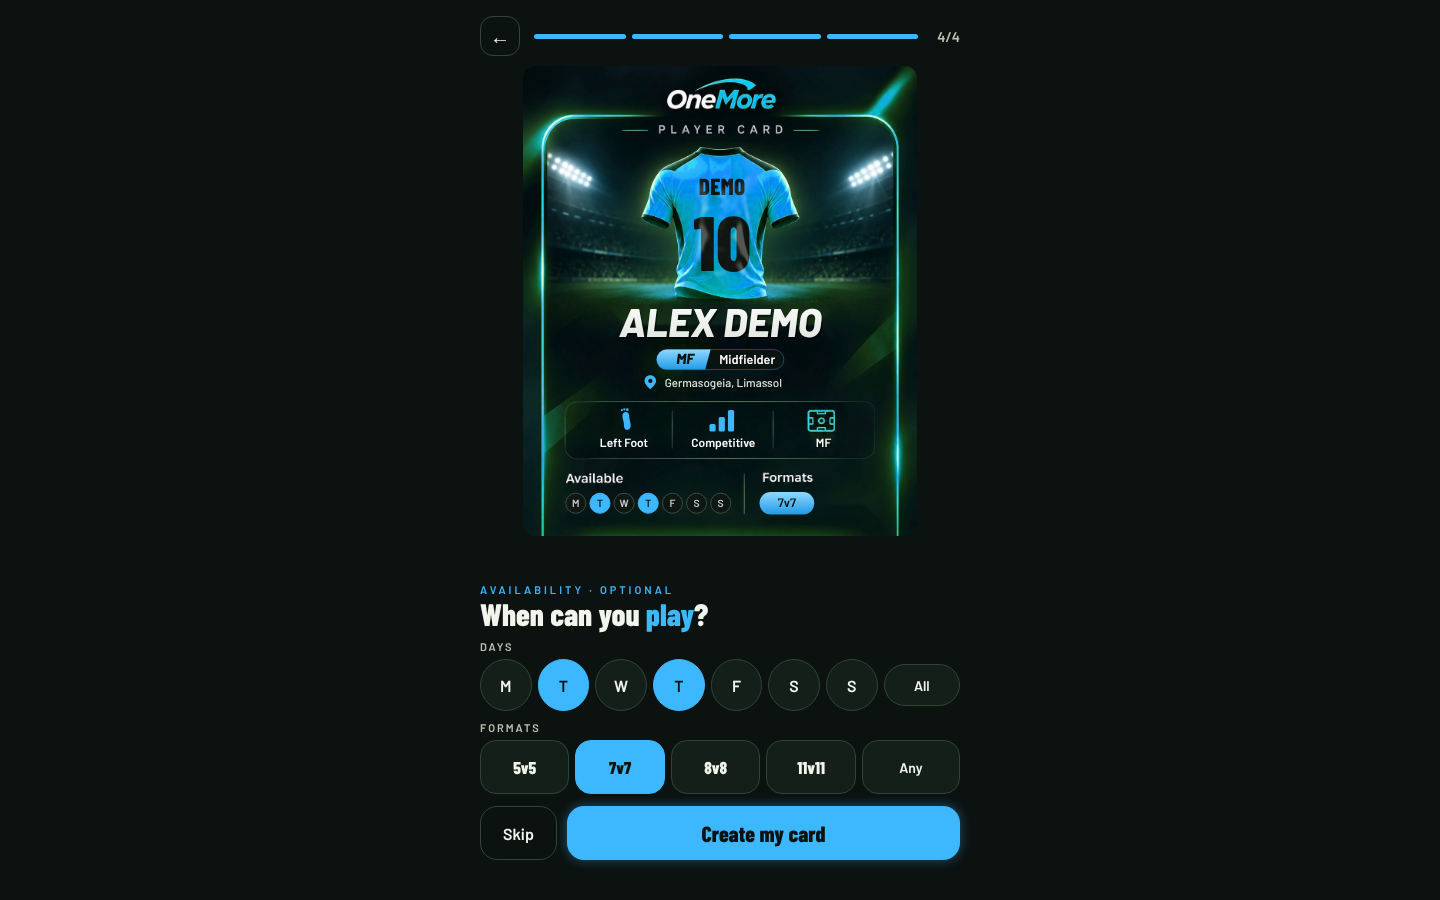 ← 4/4
OneMore
PLAYER CARD
DEMO
10
ALEX DEMO
MF Midfielder
Germasogeia, Limassol
Left Foot Competitive MF
Available Formats
M T W T F S S 7v7
AVAILABILITY · OPTIONAL
When can you play?
DAYS
M T W T F S S All
FORMATS
5v5 7v7 8v8 11v11 Any
Skip Create my card